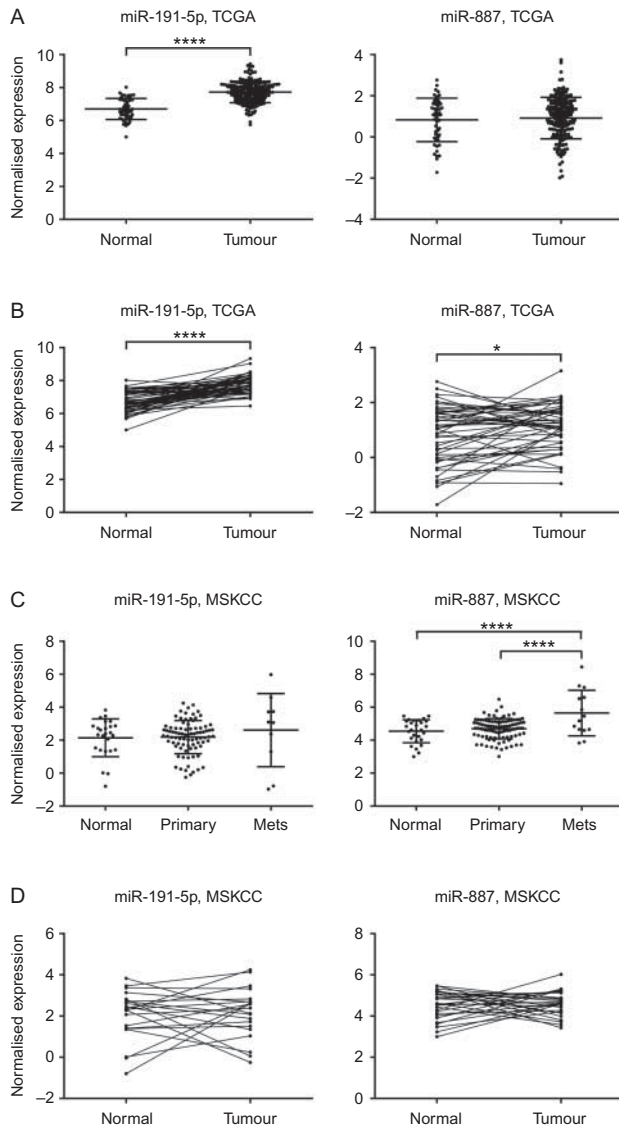 A
miR-191-5p, TCGA
****
Normalised expression
10
8
6
4
2
0
Normal Tumour
miR-887, TCGA
4
2
0
–2
–4
Normal Tumour
B
miR-191-5p, TCGA
****
Normalised expression
10
8
6
4
2
0
Normal Tumour
miR-887, TCGA
*
4
2
0
–2
Normal Tumour
C
miR-191-5p, MSKCC
Normalised expression
8
6
4
2
0
–2
Normal Primary Mets
miR-887, MSKCC
****
****
10
8
6
4
2
0
Normal Primary Mets
D
miR-191-5p, MSKCC
Normalised expression
6
4
2
0
–2
Normal Tumour
miR-887, MSKCC
8
6
4
2
0
Normal Tumour